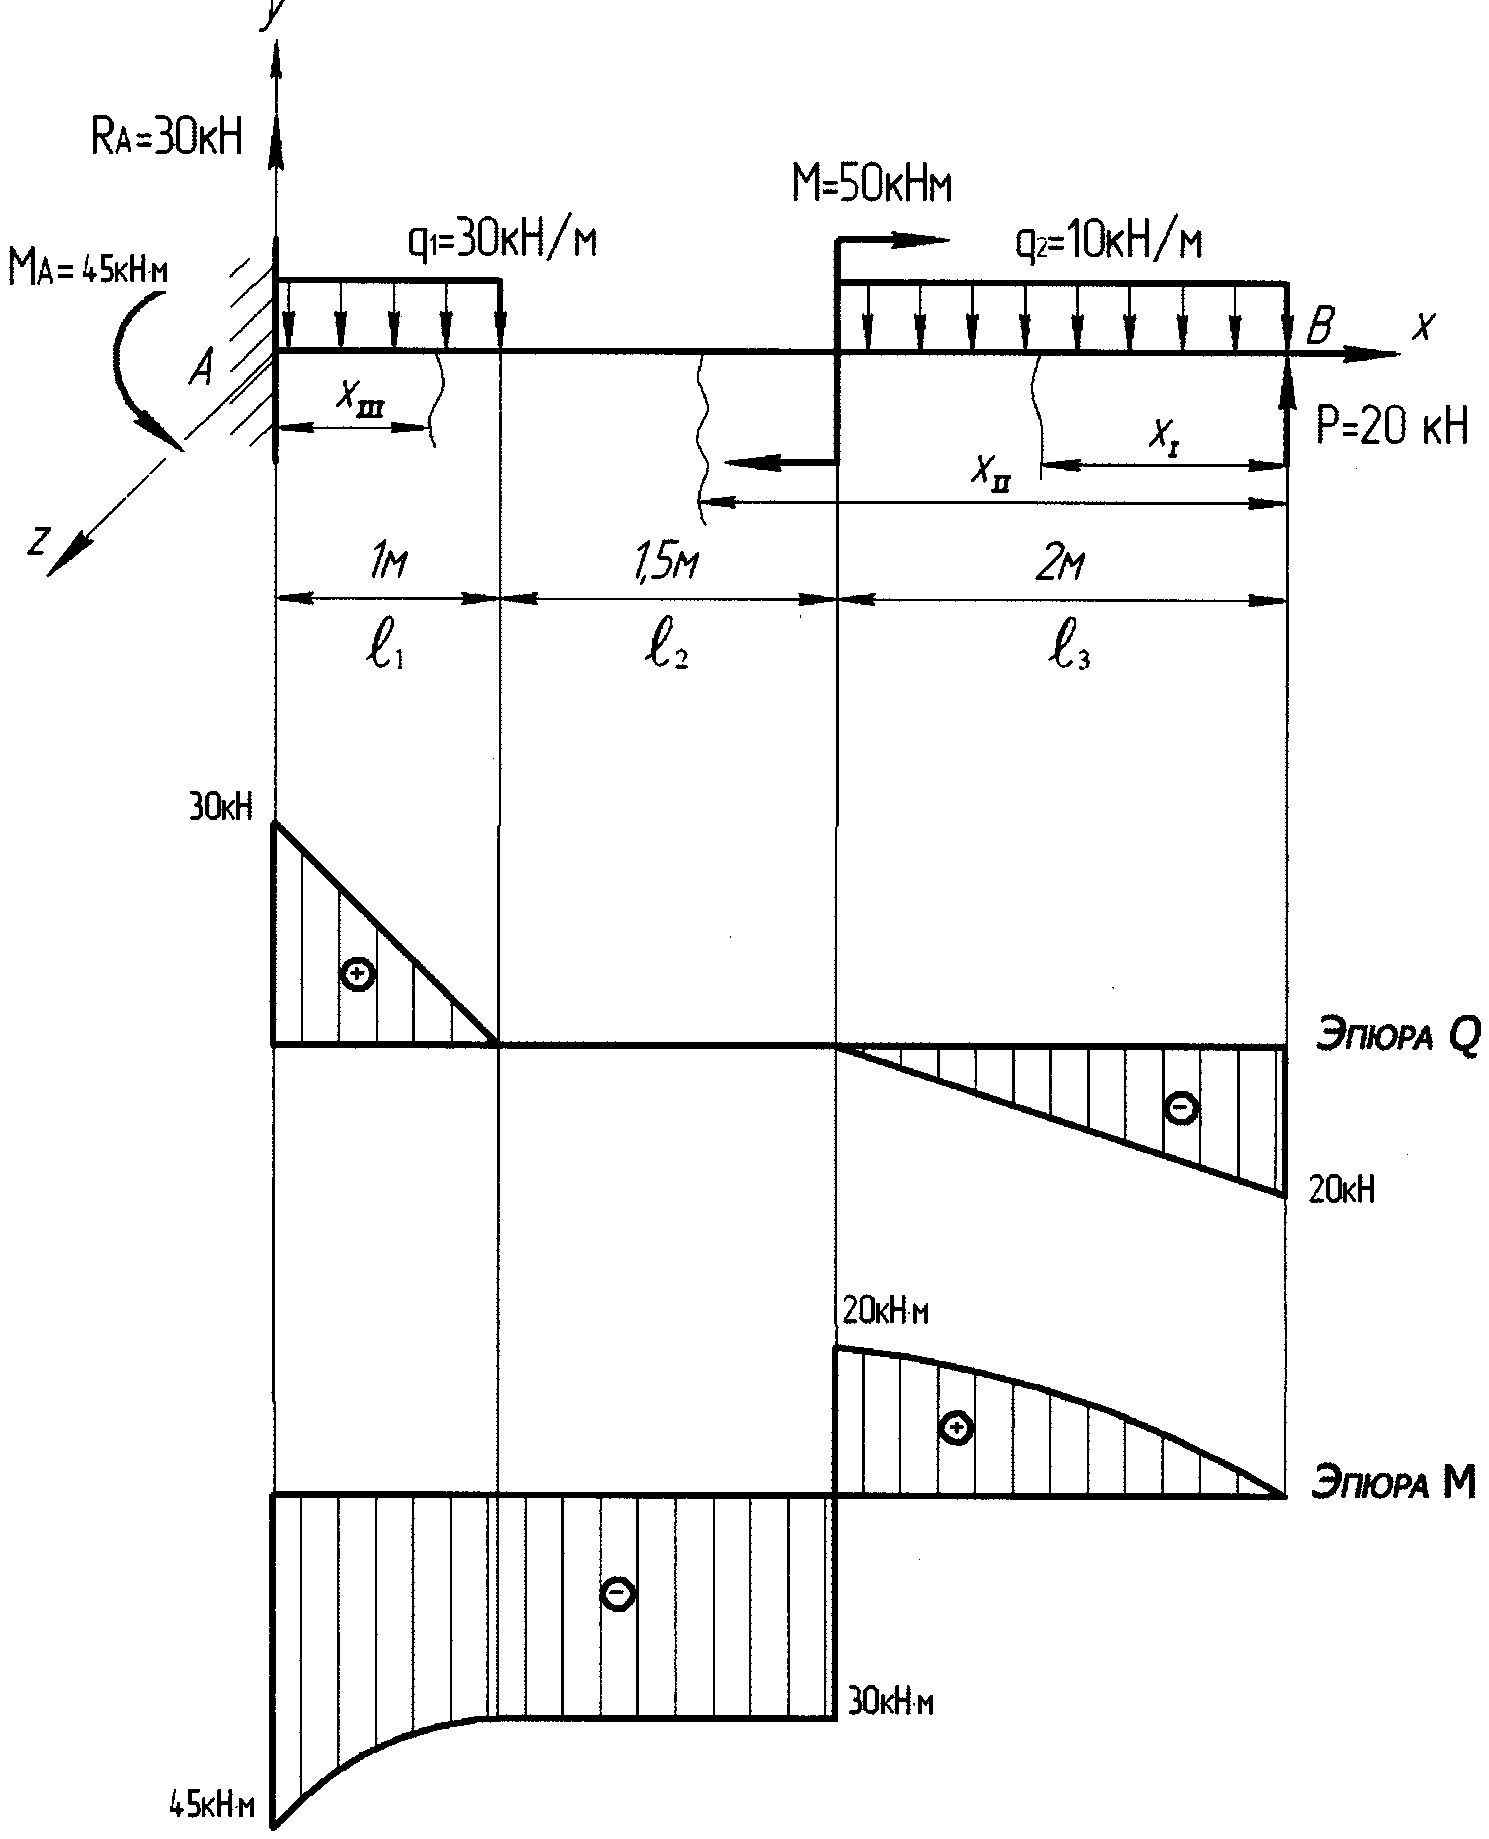 y
RA=30кН
M=50кНм
q1=30кН/м
q2=10кН/м
MA=45кН·м
A
B
x
xIII
P=20 кН
xI
xII
z
1м
1,5м
2м
ℓ1
ℓ2
ℓ3
30кН
+
Эпюра Q
−
20кН
20кН·м
+
Эпюра М
−
30кН·м
45кН·м